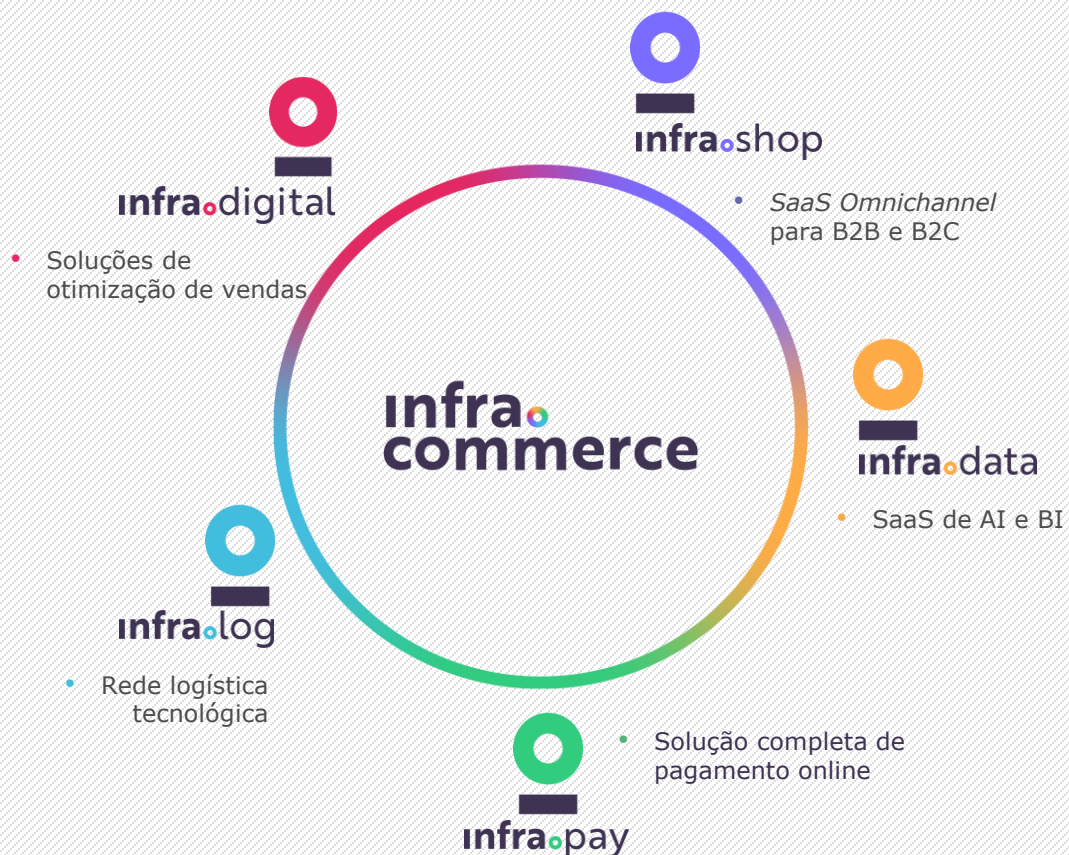 infra.shop
• SaaS Omnichannel
para B2B e B2C
infra.digital
• Soluções de
otimização de vendas
infra.
commerce
infra.data
• SaaS de AI e BI
infra.log
• Rede logística
tecnológica
• Solução completa de
pagamento online
infra.pay